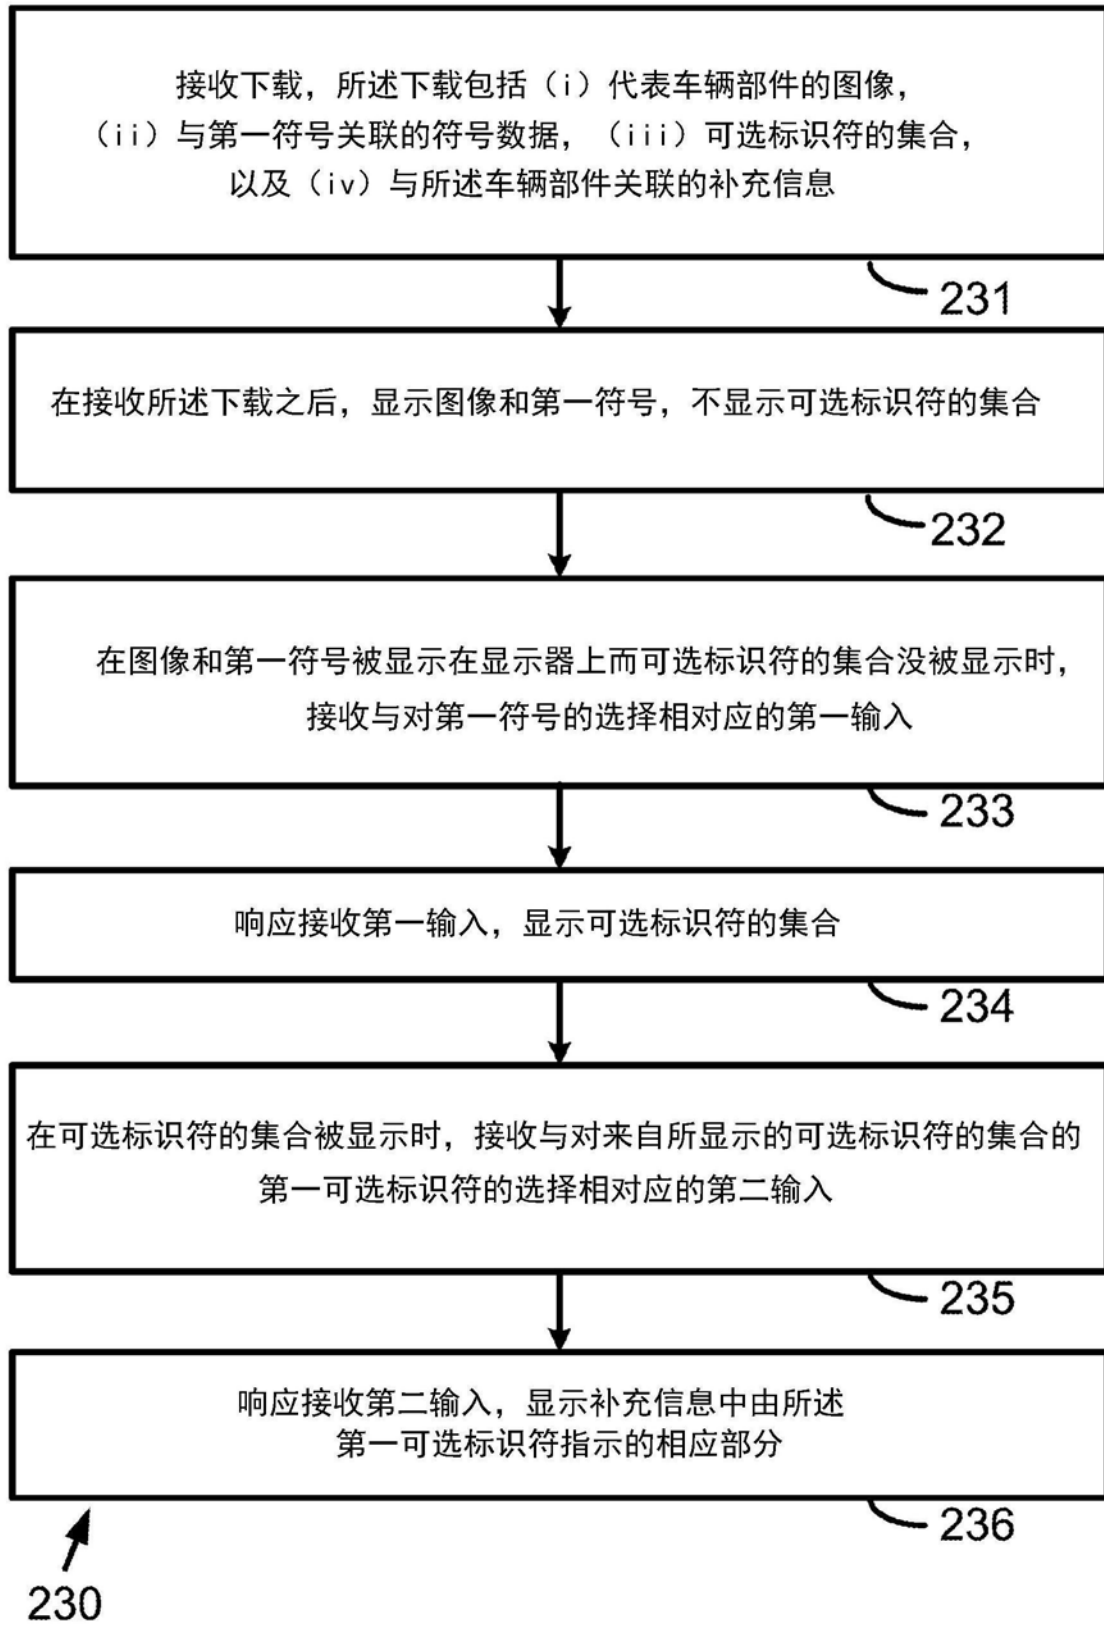 接收下载，所述下载包括（i）代表车辆部件的图像，
（ii）与第一符号关联的符号数据，（iii）可选标识符的集合，
以及（iv）与所述车辆部件关联的补充信息
231
在接收所述下载之后，显示图像和第一符号，不显示可选标识符的集合
232
在图像和第一符号被显示在显示器上而可选标识符的集合没被显示时，
接收与对第一符号的选择相对应的第一输入
233
响应接收第一输入，显示可选标识符的集合
234
在可选标识符的集合被显示时，接收与对来自所显示的可选标识符的集合的
第一可选标识符的选择相对应的第二输入
235
响应接收第二输入，显示补充信息中由所述
第一可选标识符指示的相应部分
236
230